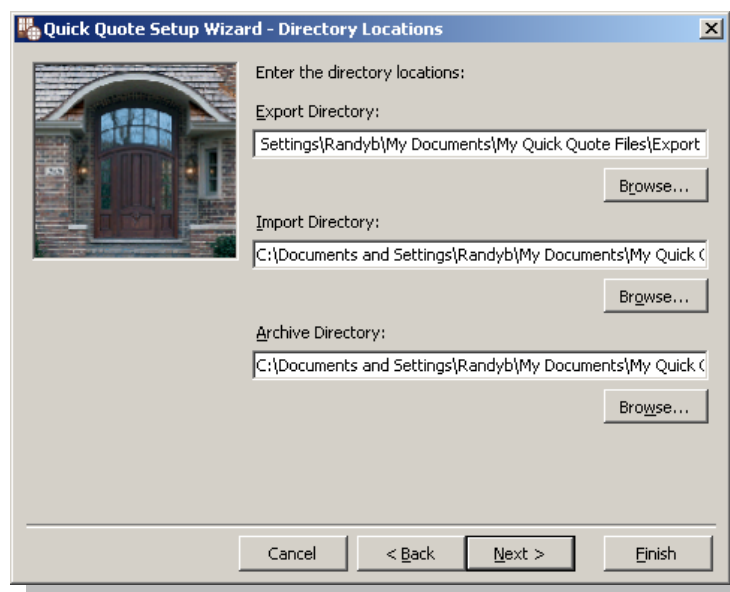 Quick Quote Setup Wizard - Directory Locations
Enter the directory locations:
Export Directory:
Settings\Randyb\My Documents\My Quick Quote Files\Export
Browse...
Import Directory:
C:\Documents and Settings\Randyb\My Documents\My Quick
Browse...
Archive Directory:
C:\Documents and Settings\Randyb\My Documents\My Quick
Browse...
Cancel
< Back
Next >
Finish